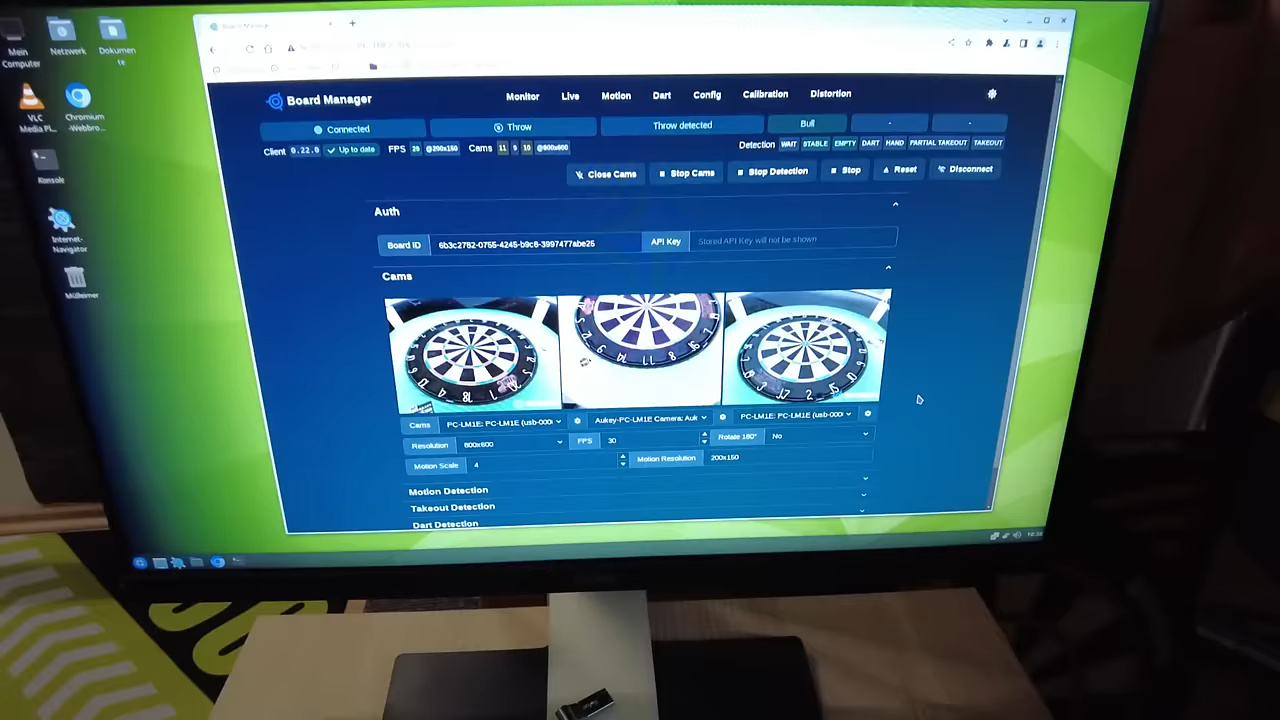 Board Manager
Mein
Computer
Netzwerk
Dokumen
te
VLC
Media Pl...
Chromium
-Webbro...
Konsole
Internet-
Navigator
Mülleimer
Board Manager
Monitor
Live
Motion
Dart
Config
Calibration
Distortion
Connected
Throw
Throw detected
Bull
-
-
Client 0.22.0 Up to date FPS 29 @200x150 Cams 11 9 10 @800x600
Detection WAIT STABLE EMPTY DART HAND PARTIAL TAKEOUT TAKEOUT
Close Cams
Stop Cams
Stop Detection
Stop
Reset
Disconnect
Auth
Board ID 6b3c2782-0755-4245-b9c8-3997477abe25 API Key Stored API Key will not be shown
Cams
Cams PC-LM1E: PC-LM1E (usb-000 Aukey-PC-LM1E Camera: Auk PC-LM1E: PC-LM1E (usb-000
Resolution 800x600 FPS 30 Rotate 180° No
Motion Scale 4 Motion Resolution 200x150
Motion Detection
Takeout Detection
Dart Detection